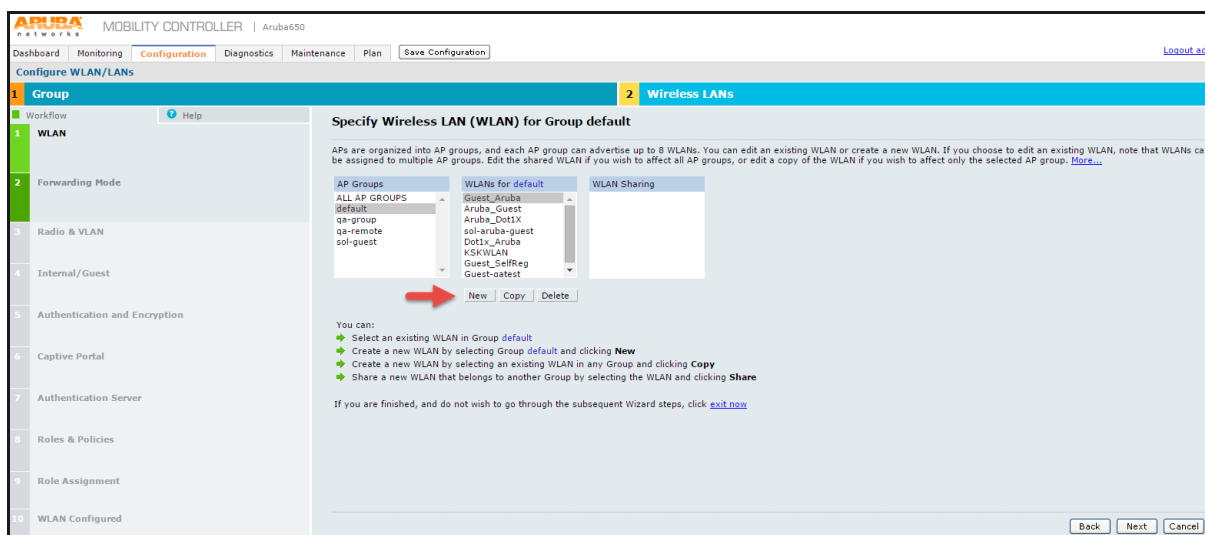 ARUBA networks MOBILITY CONTROLLER | Aruba650
Dashboard Monitoring Configuration Diagnostics Maintenance Plan Save Configuration Logout ad
Configure WLAN/LANs
1 Group 2 Wireless LANs
Workflow ? Help
1 WLAN
2 Forwarding Mode
3 Radio & VLAN
4 Internal/Guest
5 Authentication and Encryption
6 Captive Portal
7 Authentication Server
8 Roles & Policies
9 Role Assignment
10 WLAN Configured
Specify Wireless LAN (WLAN) for Group default
APs are organized into AP groups, and each AP group can advertise up to 8 WLANs. You can edit an existing WLAN or create a new WLAN. If you choose to edit an existing WLAN, note that WLANs ca
be assigned to multiple AP groups. Edit the shared WLAN if you wish to affect all AP groups, or edit a copy of the WLAN if you wish to affect only the selected AP group. More...
AP Groups
ALL AP GROUPS
default
qa-group
qa-remote
sol-guest
WLANs for default
Guest_Aruba
Aruba_Guest
Aruba_Dot1X
sol-aruba-guest
Dot1x_Aruba
KSKWLAN
Guest_SelfReg
Guest-qatest
WLAN Sharing
New Copy Delete
You can:
Select an existing WLAN in Group default
Create a new WLAN by selecting Group default and clicking New
Create a new WLAN by selecting an existing WLAN in any Group and clicking Copy
Share a new WLAN that belongs to another Group by selecting the WLAN and clicking Share
If you are finished, and do not wish to go through the subsequent Wizard steps, click exit now
Back Next Cancel